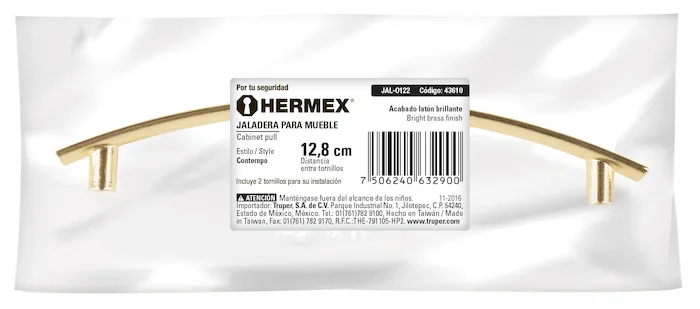 Por tu seguridad
HERMEX®
JALADERA PARA MUEBLE
Cabinet pull
Estilo / Style
Contempo
12,8 cm
Distancia
entre tornillos
Incluye 2 tornillos para su instalación
JAL-0122 Código: 43610
Acabado latón brillante
Bright brass finish
7 506240 632900
ATENCIÓN Manténgase fuera del alcance de los niños. 11-2016
Importador: Truper, S.A. de C.V. Parque Industrial No. 1, Jilotepec, C.P. 54240,
Estado de México, México. Tel.: 01(761)782 9100, Hecho en Taiwán / Made
in Taiwan, Fax: 01(761) 782 9170, R.F.C.:THE-791105-HP2. www.truper.com